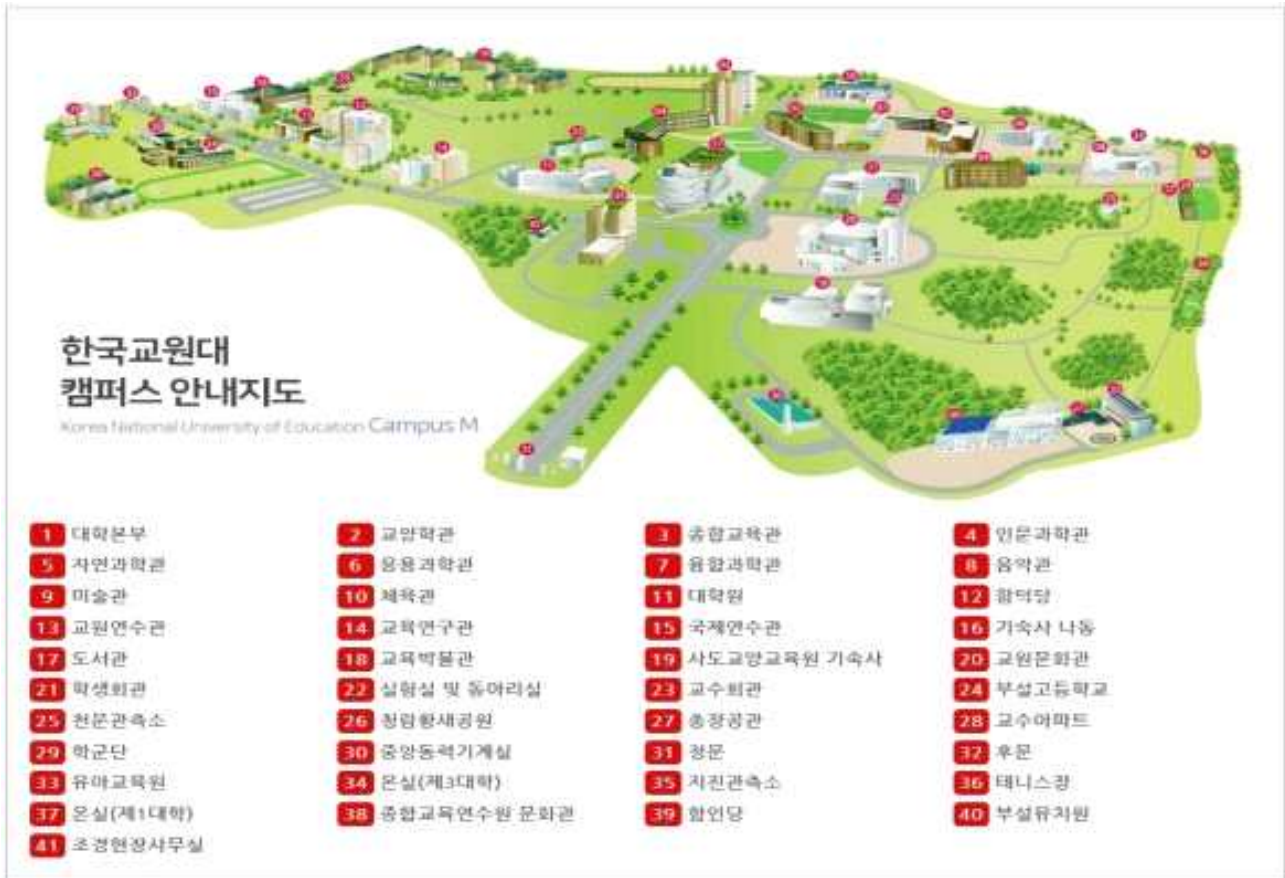 한국교원대
캠퍼스 안내지도
Korea National University of Education Campus M
1 대학본부
2 교양학관
3 종합교육관
4 인문과학관
5 자연과학관
6 응용과학관
7 융합과학관
8 음악관
9 미술관
10 체육관
11 대학원
12 함덕당
13 교원연수관
14 교육연구관
15 국제연수관
16 기숙사 나동
17 도서관
18 교육박물관
19 사도교양교육원 기숙사
20 교원문화관
21 학생회관
22 실험실 및 동아리실
23 교수회관
24 부설고등학교
25 천문관측소
26 청람황새공원
27 총장공관
28 교수아파트
29 학군단
30 중앙동력기계실
31 정문
32 후문
33 유아교육원
34 온실(제3대학)
35 지진관측소
36 테니스장
37 온실(제1대학)
38 종합교육연수원 문화관
39 함인당
40 부설유치원
41 조경현장사무실